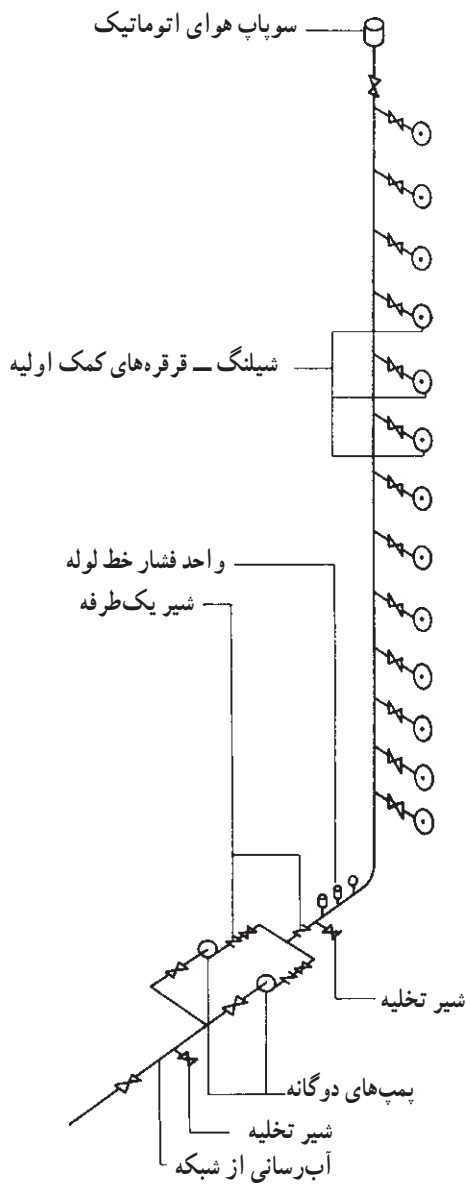 سوپاپ هوای اتوماتیک
شیلنگ ــ قرقره‌های کمک اولیه
واحد فشار خط لوله
شیر یک‌طرفه
شیر تخلیه
پمپ‌های دوگانه
شیر تخلیه
آب‌رسانی از شبکه